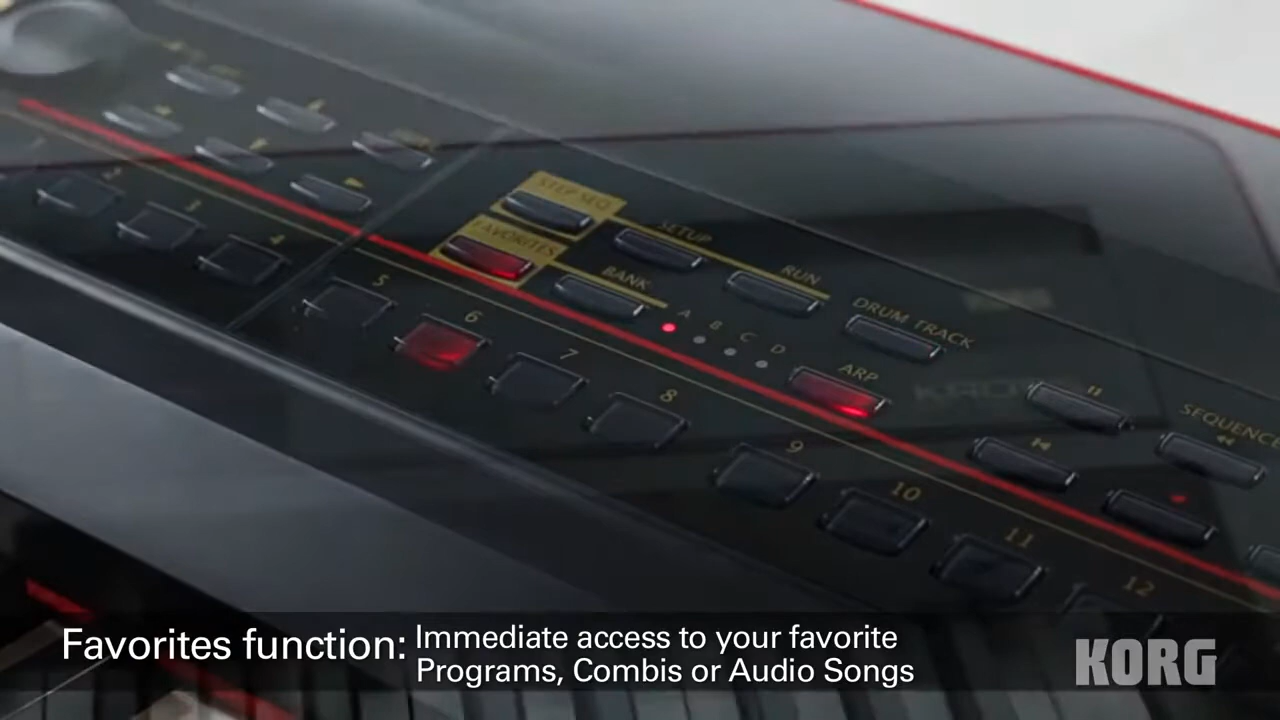 STEP SEQ
FAVORITES
SETUP
BANK
RUN
DRUM TRACK
A B C D
ARP
SEQUENCE
2
3
4
5
6
7
8
9
10
11
12
Favorites function: Immediate access to your favorite
Programs, Combis or Audio Songs
KORG